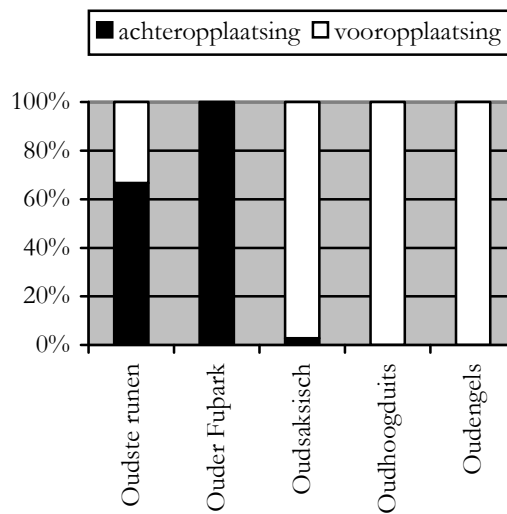 achteropplaatsing vooropplaatsing
100%
80%
60%
40%
20%
0%
Oudste runen
Ouder Fupark
Oudsaksisch
Oudhoogduits
Oudengels